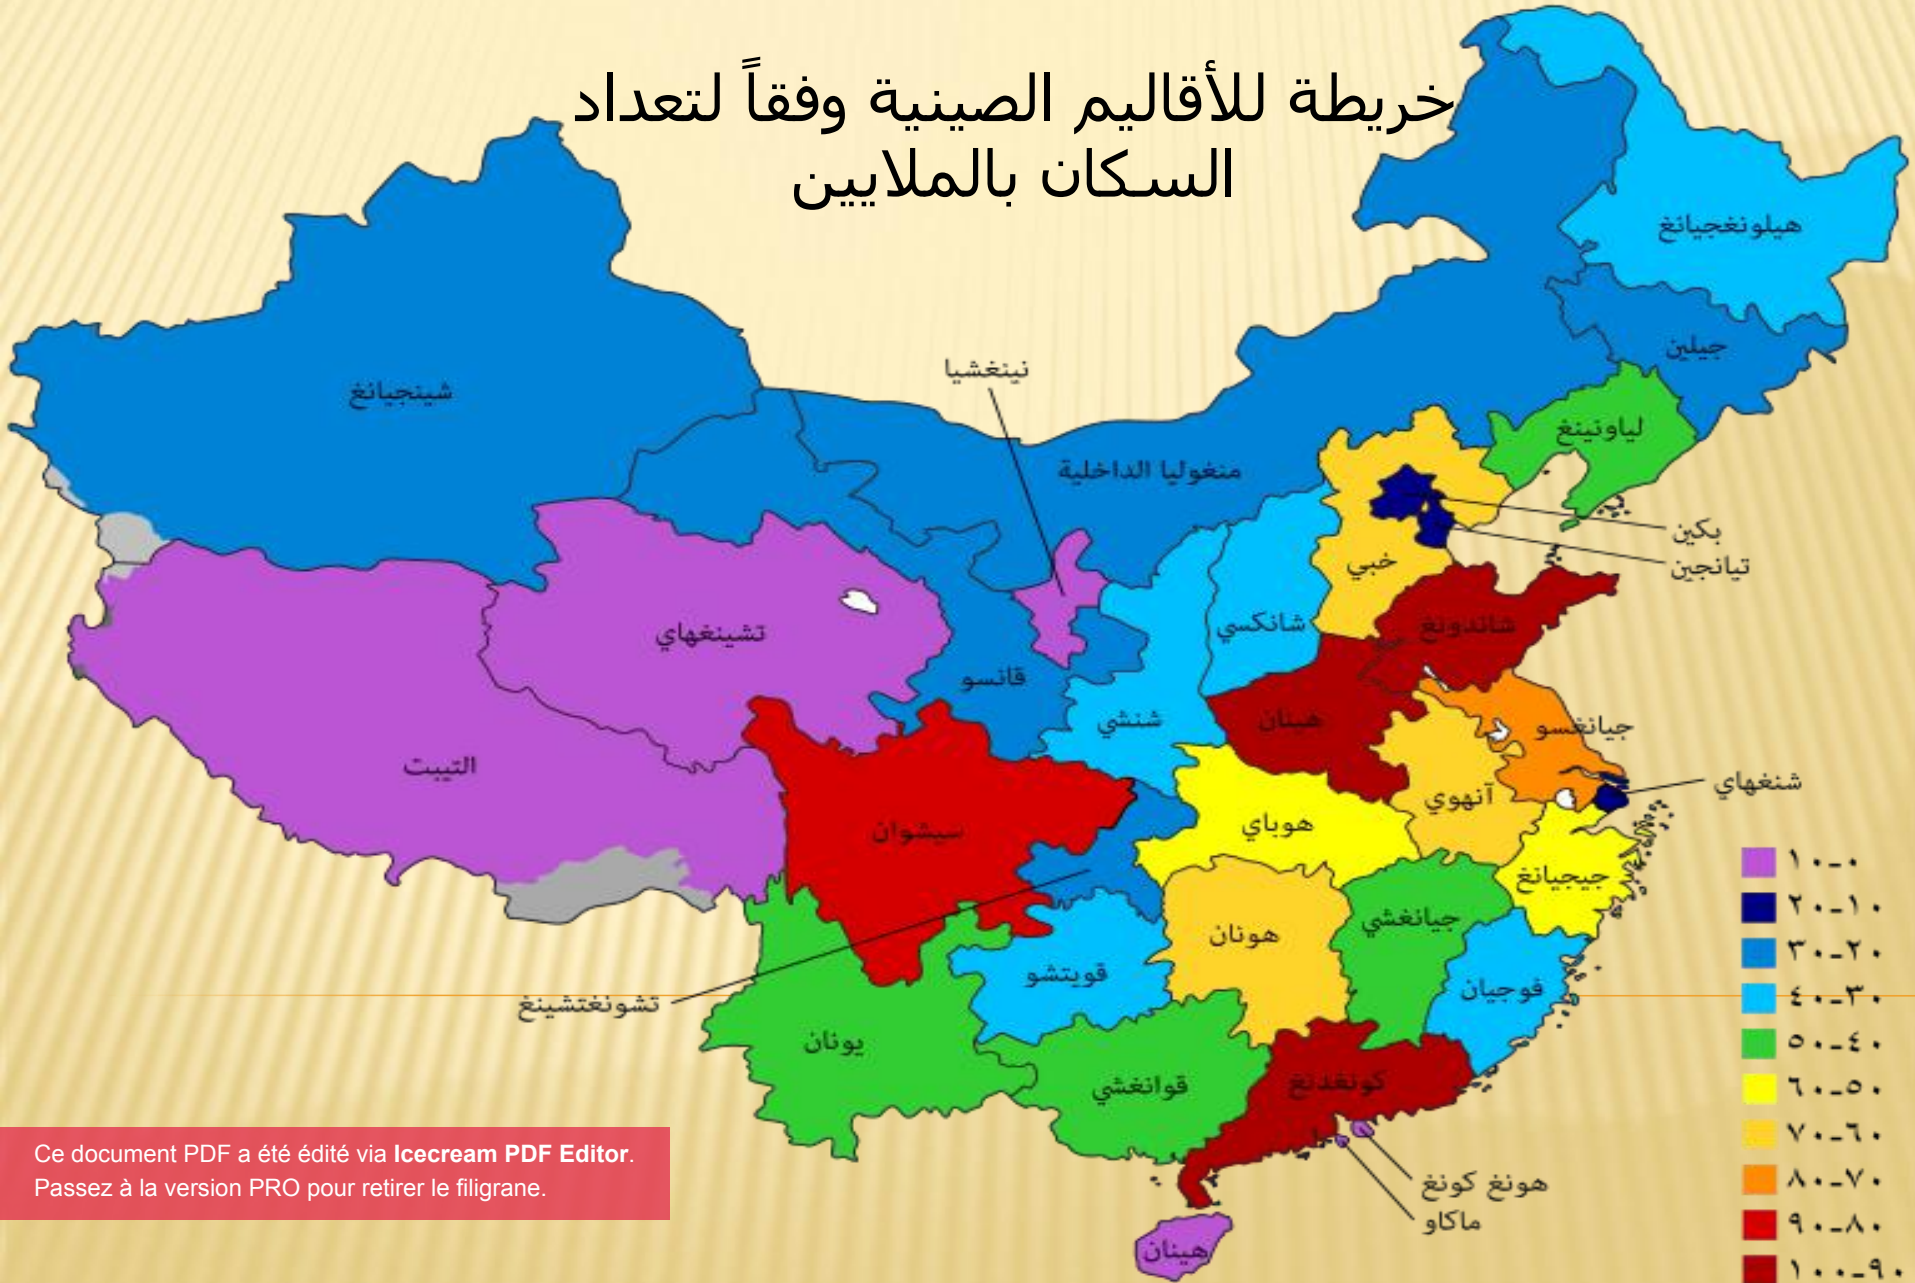 خريطة للأقاليم الصينية وفقاً لتعداد
السكان بالملايين
هيلونغجيانغ
جيلين
نينغشيا
شينجيانغ
لياونينغ
منغوليا الداخلية
بكين
تيانجين
خبي
شاندونغ
شانكسي
تشينغهاي
قانسو
شنشي
هينان
جيانغسو
التيبت
شنغهاي
آنهوي
هوباي
سيشوان
جيجيانغ
جيانغشي
هونان
قويتشو
فوجيان
تشونغتشينغ
يونان
قوانغشي
كونغدنغ
هونغ كونغ
ماكاو
هينان
٠-١٠
١٠-٢٠
٢٠-٣٠
٣٠-٤٠
٤٠-٥٠
٥٠-٦٠
٦٠-٧٠
٧٠-٨٠
٨٠-٩٠
٩٠-١٠٠
Ce document PDF a été édité via Icecream PDF Editor.
Passez à la version PRO pour retirer le filigrane.